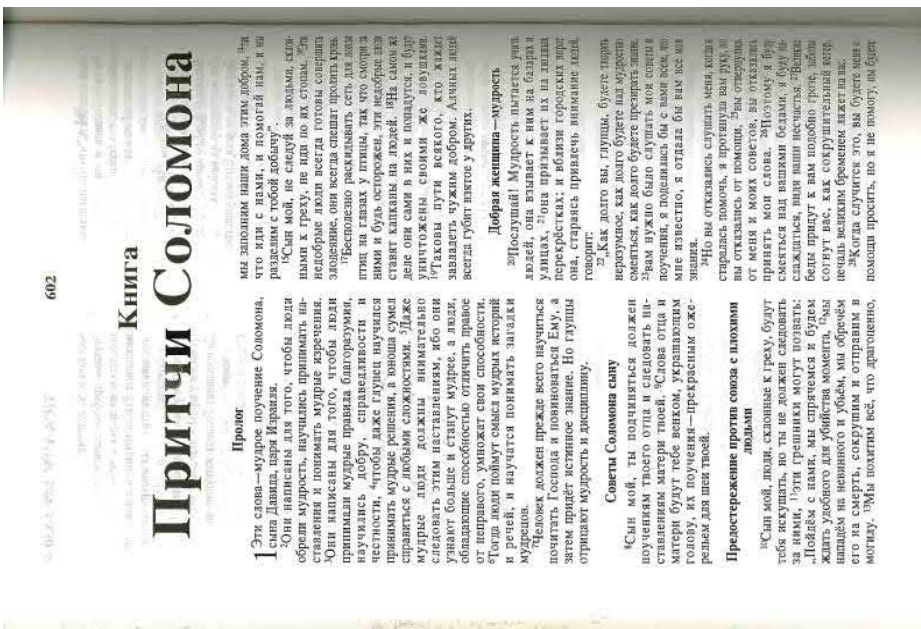 602
Книга
Притчи Соломона
Пролог
1 Эти слова—мудрое поучение Соломона,
сына Давида, царя Израиля.
²Они написаны для того, чтобы люди
обрели мудрость, научились принимать на-
ставления и понимать мудрые изречения.
³Они написаны для того, чтобы люди
принимали мудрые правила благоразумия,
научились добру, справедливости и
честности, ⁴чтобы даже глупец научился
принимать мудрые решения, а юноша сумел
справиться с любыми сложностями. ⁵Даже
мудрые люди должны внимательно
следовать этим наставлениям, ибо они
узнают больше и станут мудрее, а люди,
обладающие способностью отличить правое
от неправого, умножат свои способности.
⁶Тогда люди поймут смысл мудрых историй
и речей, и научатся понимать загадки
мудрецов.
⁷Человек должен прежде всего научиться
почитать Господа и повиноваться Ему, а
затем придёт истинное знание. Но глупцы
отрицают мудрость и дисциплину.
Советы Соломона сыну
⁸Сын мой, ты подчиняться должен
поучениям твоего отца и следовать на-
ставлениям матери твоей. ⁹Слова отца и
матери будут тебе венком, украшающим
голову, их поучения—прекрасным оже-
рельем для шеи твоей.
Предостережение против союза с плохими
людьми
¹⁰Сын мой, люди, склонные к греху, будут
тебя искушать, но ты не должен следовать
за ними, ¹¹эти грешники могут позвать:
„Пойдём с нами, мы спрячемся и будем
ждать удобного для убийства момента, ¹²мы
нападём на невинного и убьём, мы обречём
его на смерть, сокрушим и отправим в
могилу. ¹³Мы похитим всё, что драгоценно,
мы заполним наши дома этим добром, ¹⁴так
что иди с нами, и помогай нам, и мы
разделим с тобой добычу".
¹⁵Сын мой, не следуй за людьми, склон-
ными к греху, не иди по их стопам. ¹⁶Эти
недобрые люди всегда готовы совершить
злодеяние, они всегда спешат пролить кровь.
¹⁷Бесполезно раскидывать сеть для ловли
птиц на глазах у птицы, так что смотри за
ними и будь осторожен, эти недобрые люди
ставят капканы на людей. ¹⁸На самом же
деле они сами в них и попадутся, и будут
уничтожены своими же ловушками.
¹⁹Таковы пути всякого, кто жаждет
завладеть чужим добром. Алчных людей
всегда губит взятое у других.
Добрая женщина—мудрость
²⁰Послушай! Мудрость пытается учить
людей, она взывает к ним на базарах и
улицах, ²¹она призывает их на людных
перекрёстках; и вблизи городских ворот
она, стараясь привлечь внимание людей,
говорит:
²²„Как долго вы, глупцы, будете творить
неразумное, как долго будете над мудростью
смеяться, как долго будете презирать знание,
²³вам нужно было слушать мои советы и
поучения, я поделилась бы с вами всем, что
мне известно, я отдала бы вам все мои
знания.
²⁴Но вы отказались слушать меня, когда я
старалась помочь, я протянула вам руку, но
вы отказались от помощи, ²⁵вы отвернулись
от меня и моих советов, вы отказались
принять мои слова. ²⁶Потому я буду
смеяться над вашими бедами, я буду на-
слаждаться, видя ваши несчастья. ²⁷Великие
беды придут к вам подобно грозе, заботы
согнут вас, как сокрушительный ветер,
печаль великим бременем ляжет на вас.
²⁸Когда случится это, вы будете меня о
помощи просить, но я не помогу, вы будете